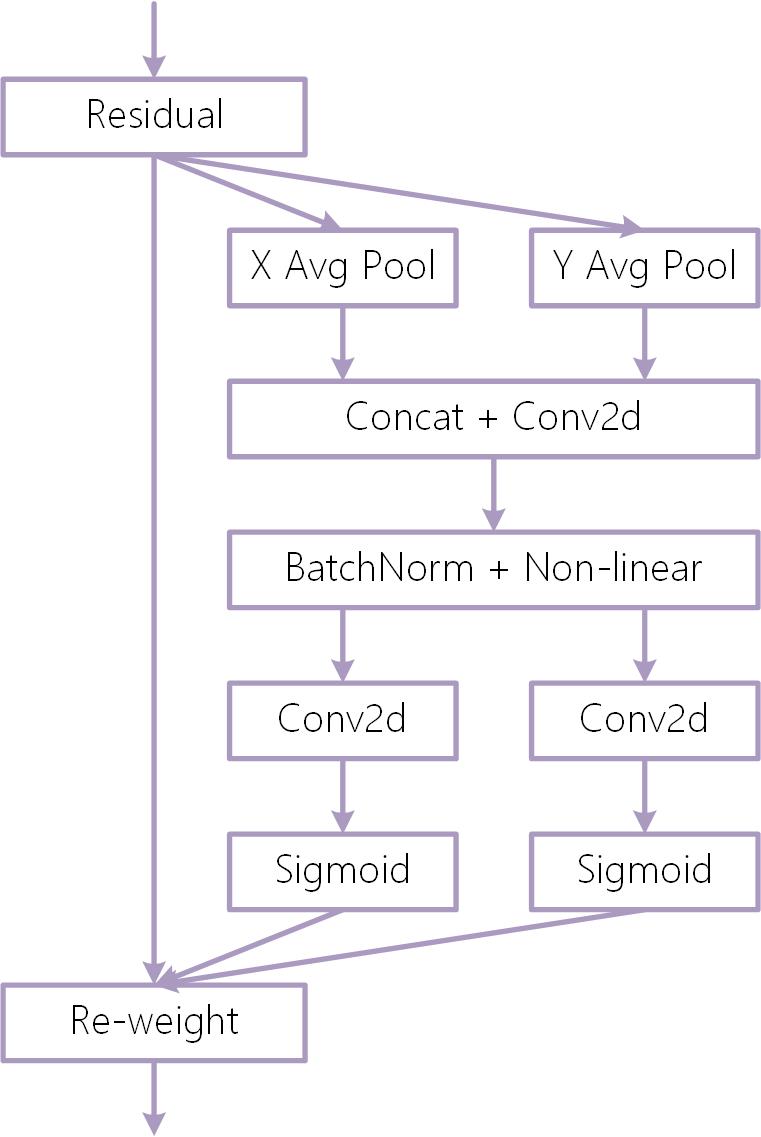 Residual
X Avg Pool
Y Avg Pool
Concat + Conv2d
BatchNorm + Non-linear
Conv2d
Conv2d
Sigmoid
Sigmoid
Re-weight